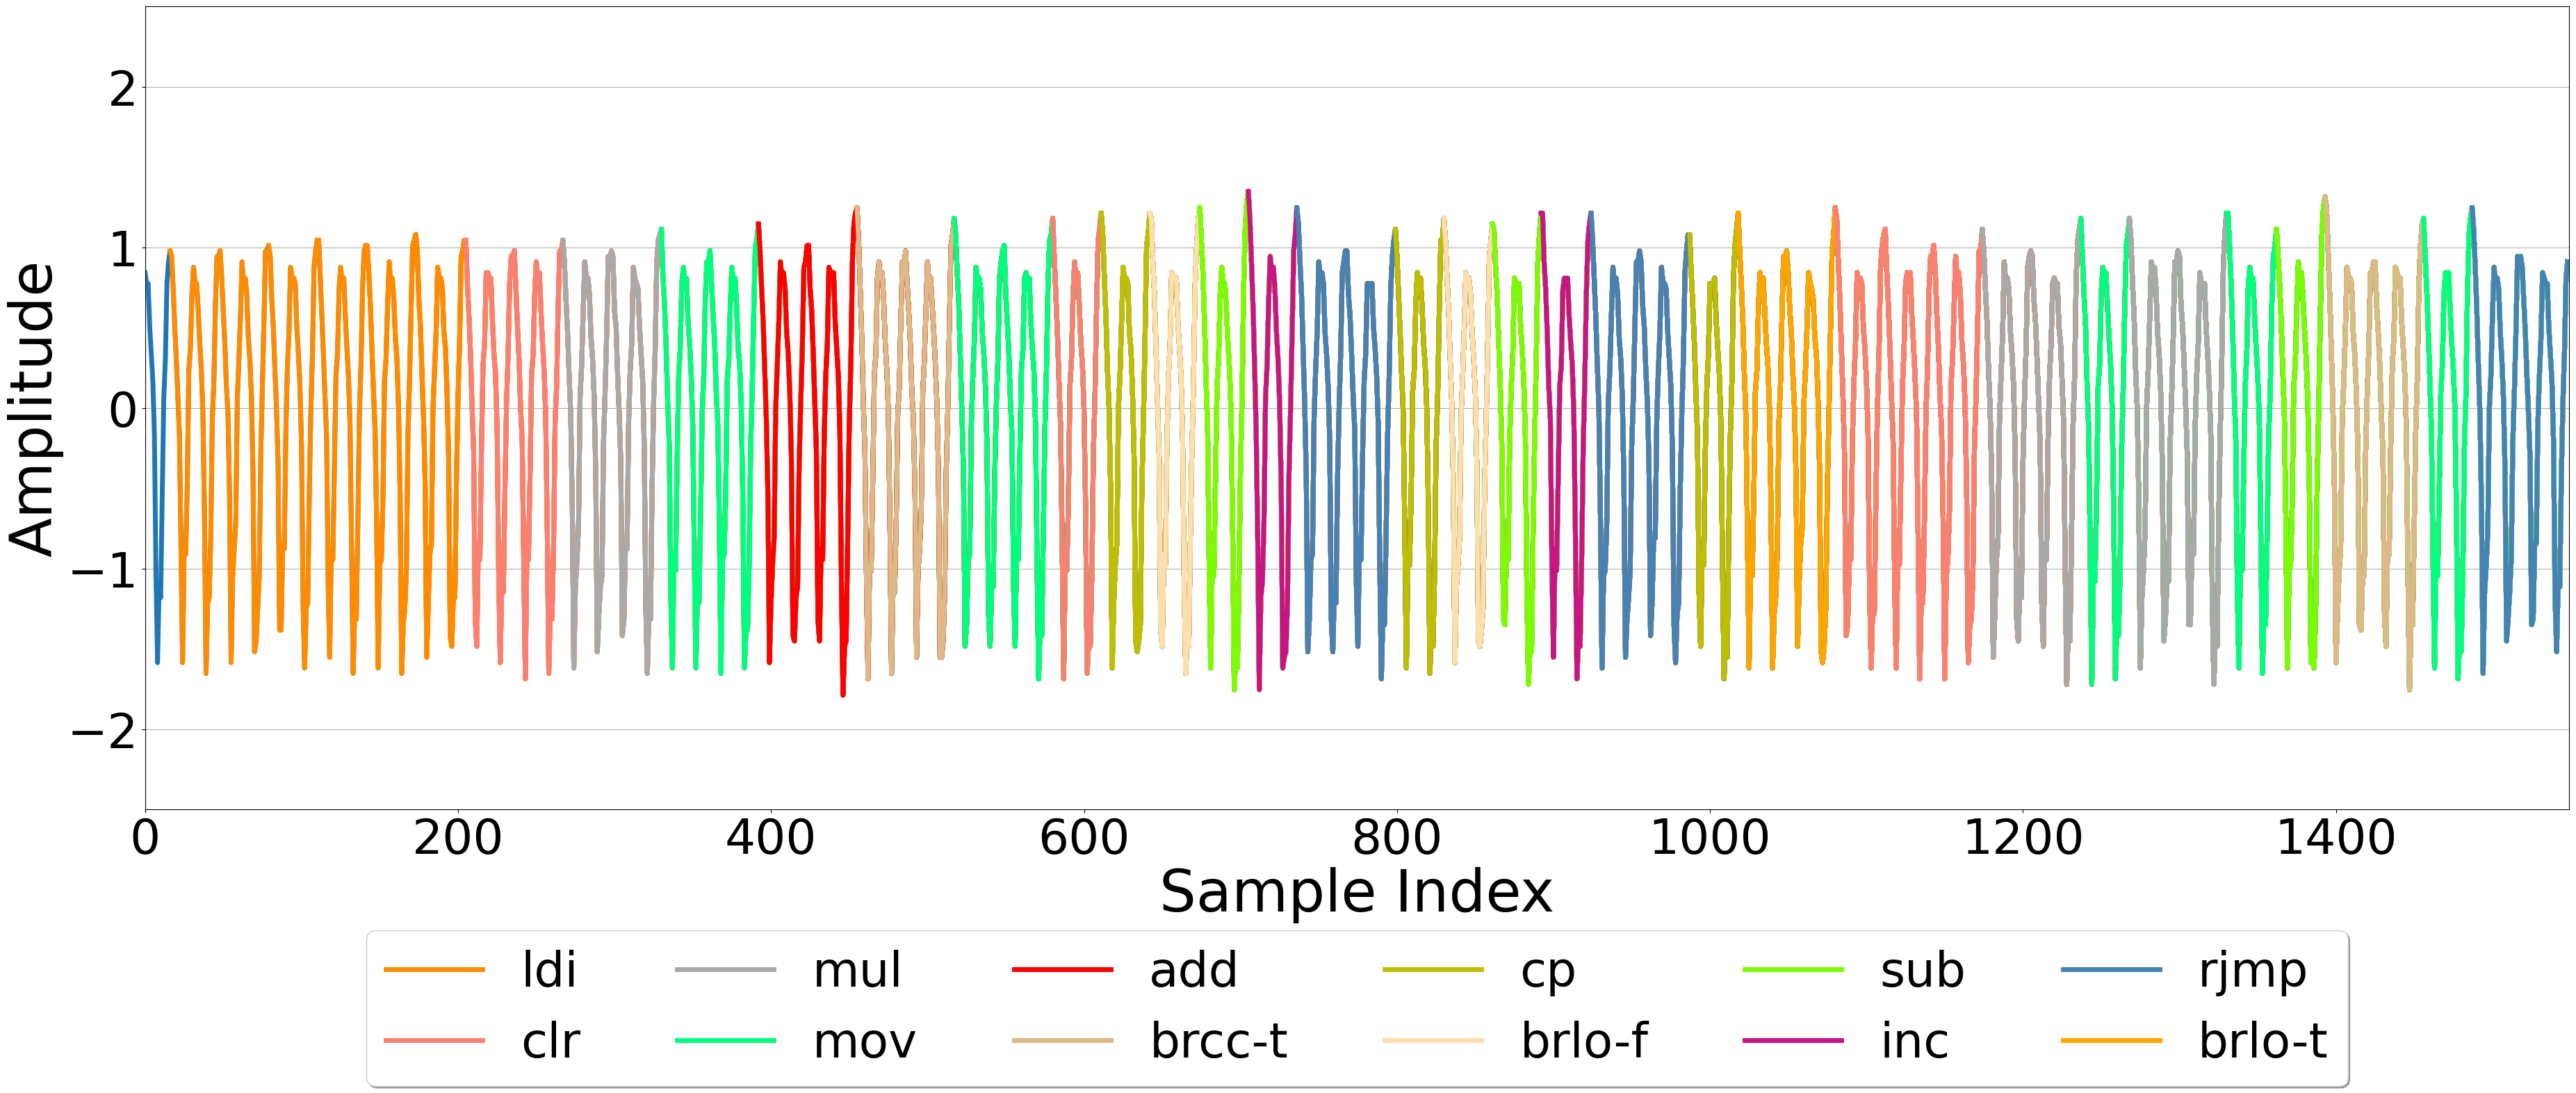 Amplitude
2
1
0
−1
−2
0 200 400 600 800 1000 1200 1400
Sample Index
ldi mul add cp sub rjmp
clr mov brcc-t brlo-f inc brlo-t